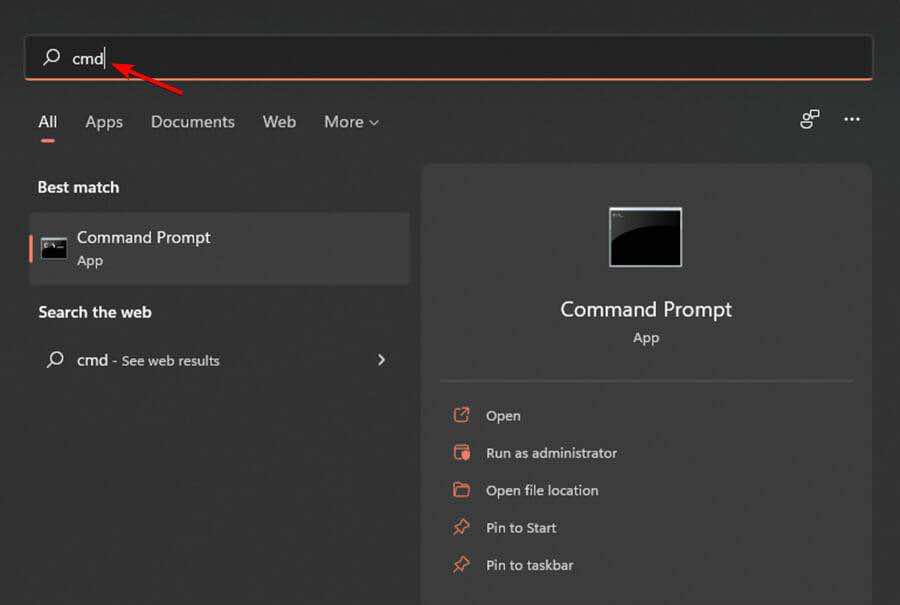 cmd
All Apps Documents Web More
Best match
Command Prompt
App
Search the web
cmd - See web results
Command Prompt
App
Open
Run as administrator
Open file location
Pin to Start
Pin to taskbar